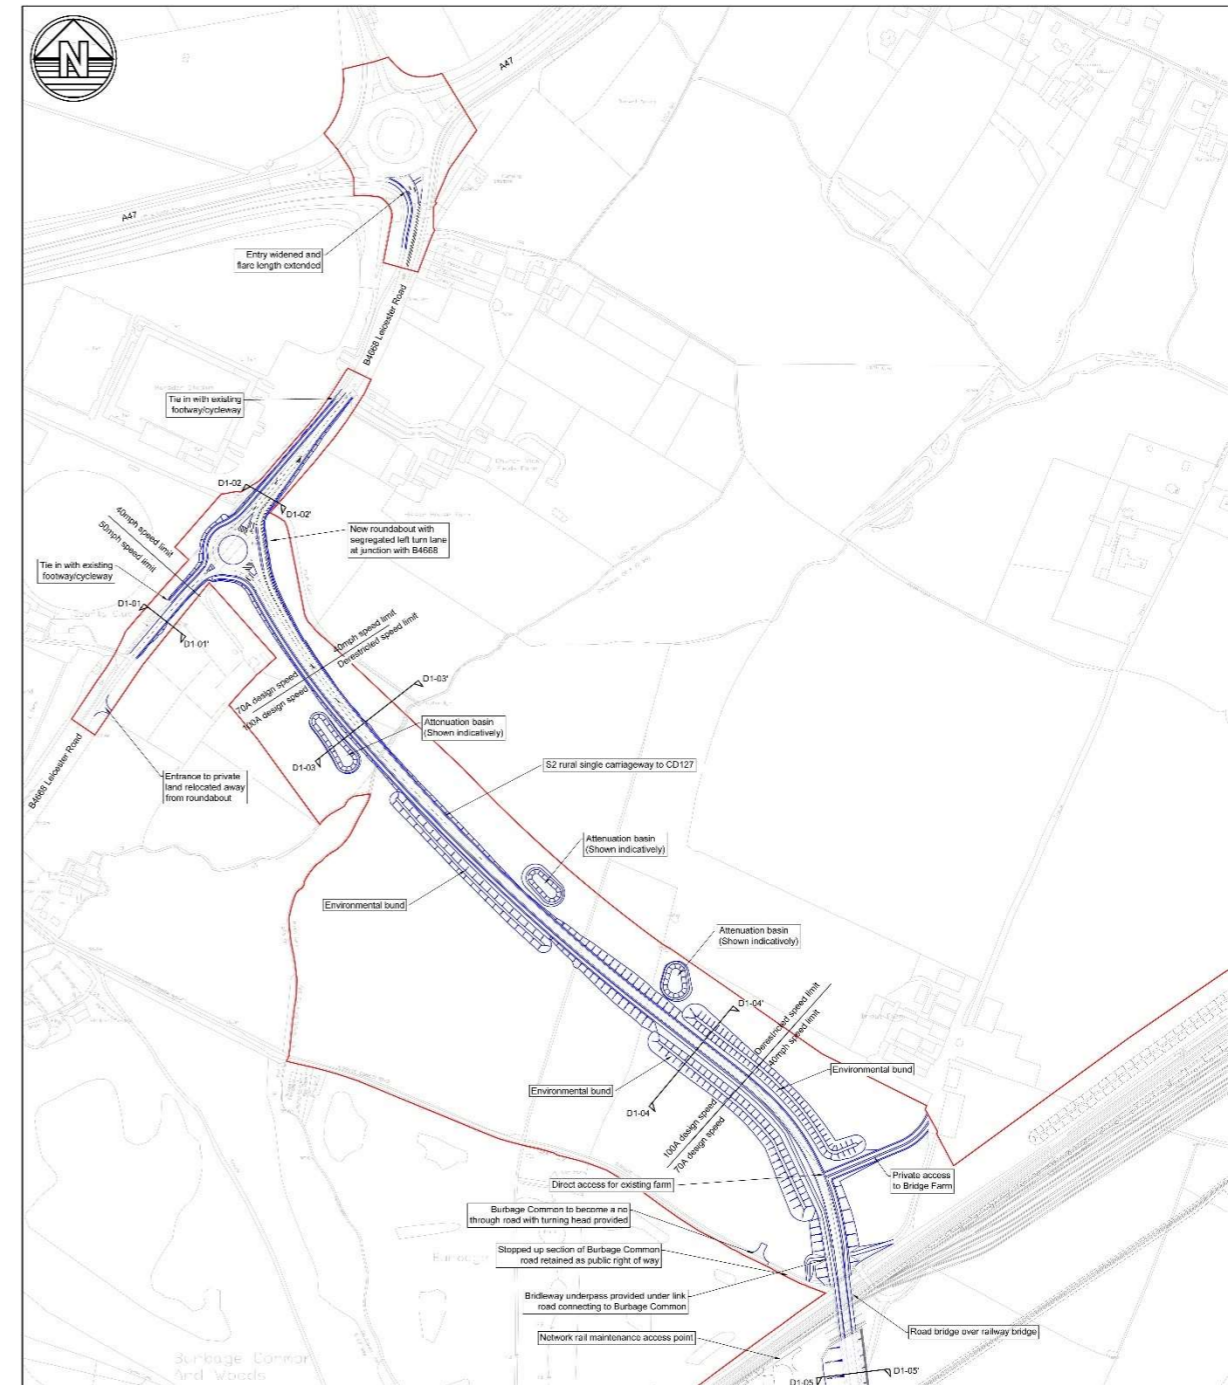 N
A47
A47
Entry widened and
flare length extended
B4668 Leicester Road
Tie in with existing
footway/cycleway
D1-02
D1-02'
40mph speed limit
50mph speed limit
New roundabout with
segregated left turn lane
at junction with B4668
Tie in with existing
footway/cycleway
D1-01
D1-01'
40mph speed limit
Derestricted speed limit
70A design speed
100A design speed
D1-03'
Attenuation basin
(Shown indicatively)
D1-03
B4668 Leicester Road
Entrance to private
land relocated away
from roundabout
S2 rural single carriageway to CD127
Attenuation basin
(Shown indicatively)
Environmental bund
Attenuation basin
(Shown indicatively)
D1-04'
Derestricted speed limit
40mph speed limit
Environmental bund
Environmental bund
D1-04
100A design speed
70A design speed
Direct access for existing farm
Private access
to Bridge Farm
Burbage Common to become a no
through road with turning head provided
Stopped up section of Burbage Common
road retained as public right of way
Bridleway underpass provided under link
road connecting to Burbage Common
Network rail maintenance access point
Road bridge over railway bridge
Burbage Common
And Woods
D1-05
D1-05'